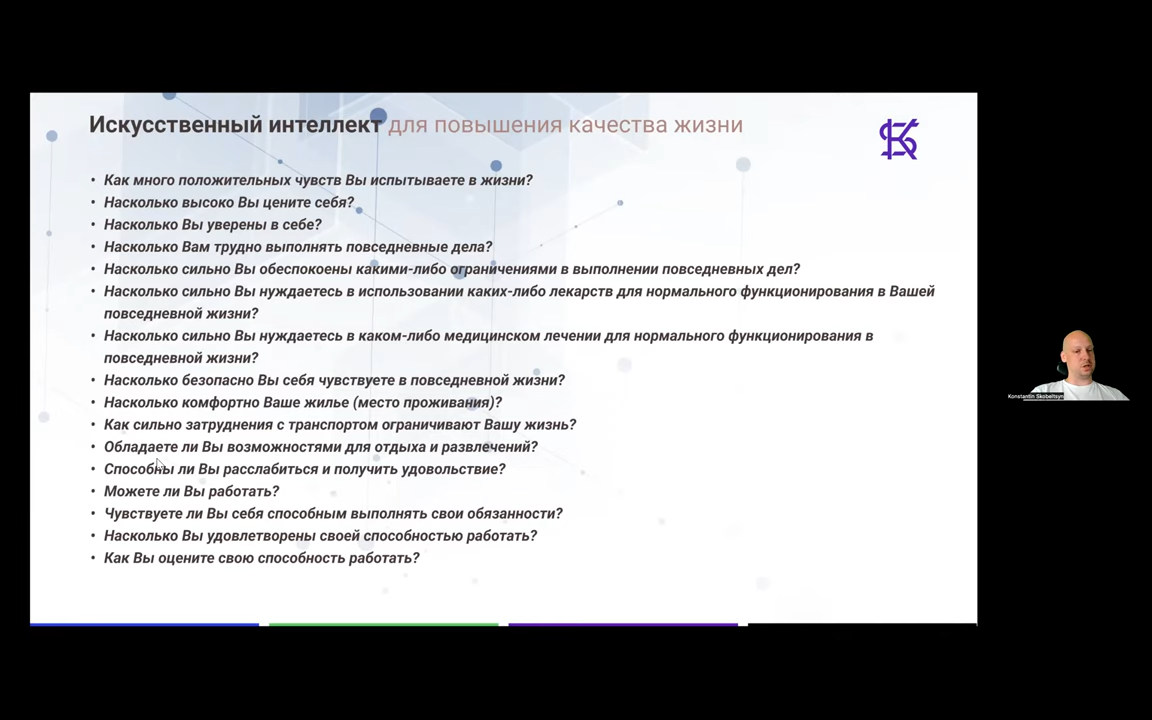 Искусственный интеллект для повышения качества жизни
• Как много положительных чувств Вы испытываете в жизни?
• Насколько высоко Вы цените себя?
• Насколько Вы уверены в себе?
• Насколько Вам трудно выполнять повседневные дела?
• Насколько сильно Вы обеспокоены какими-либо ограничениями в выполнении повседневных дел?
• Насколько сильно Вы нуждаетесь в использовании каких-либо лекарств для нормального функционирования в Вашей
повседневной жизни?
• Насколько сильно Вы нуждаетесь в каком-либо медицинском лечении для нормального функционирования в
повседневной жизни?
• Насколько безопасно Вы себя чувствуете в повседневной жизни?
• Насколько комфортно Ваше жилье (место проживания)?
• Как сильно затруднения с транспортом ограничивают Вашу жизнь?
• Обладаете ли Вы возможностями для отдыха и развлечений?
• Способны ли Вы расслабиться и получить удовольствие?
• Можете ли Вы работать?
• Чувствуете ли Вы себя способным выполнять свои обязанности?
• Насколько Вы удовлетворены своей способностью работать?
• Как Вы оцените свою способность работать?
Konstantin Skobeltsyn